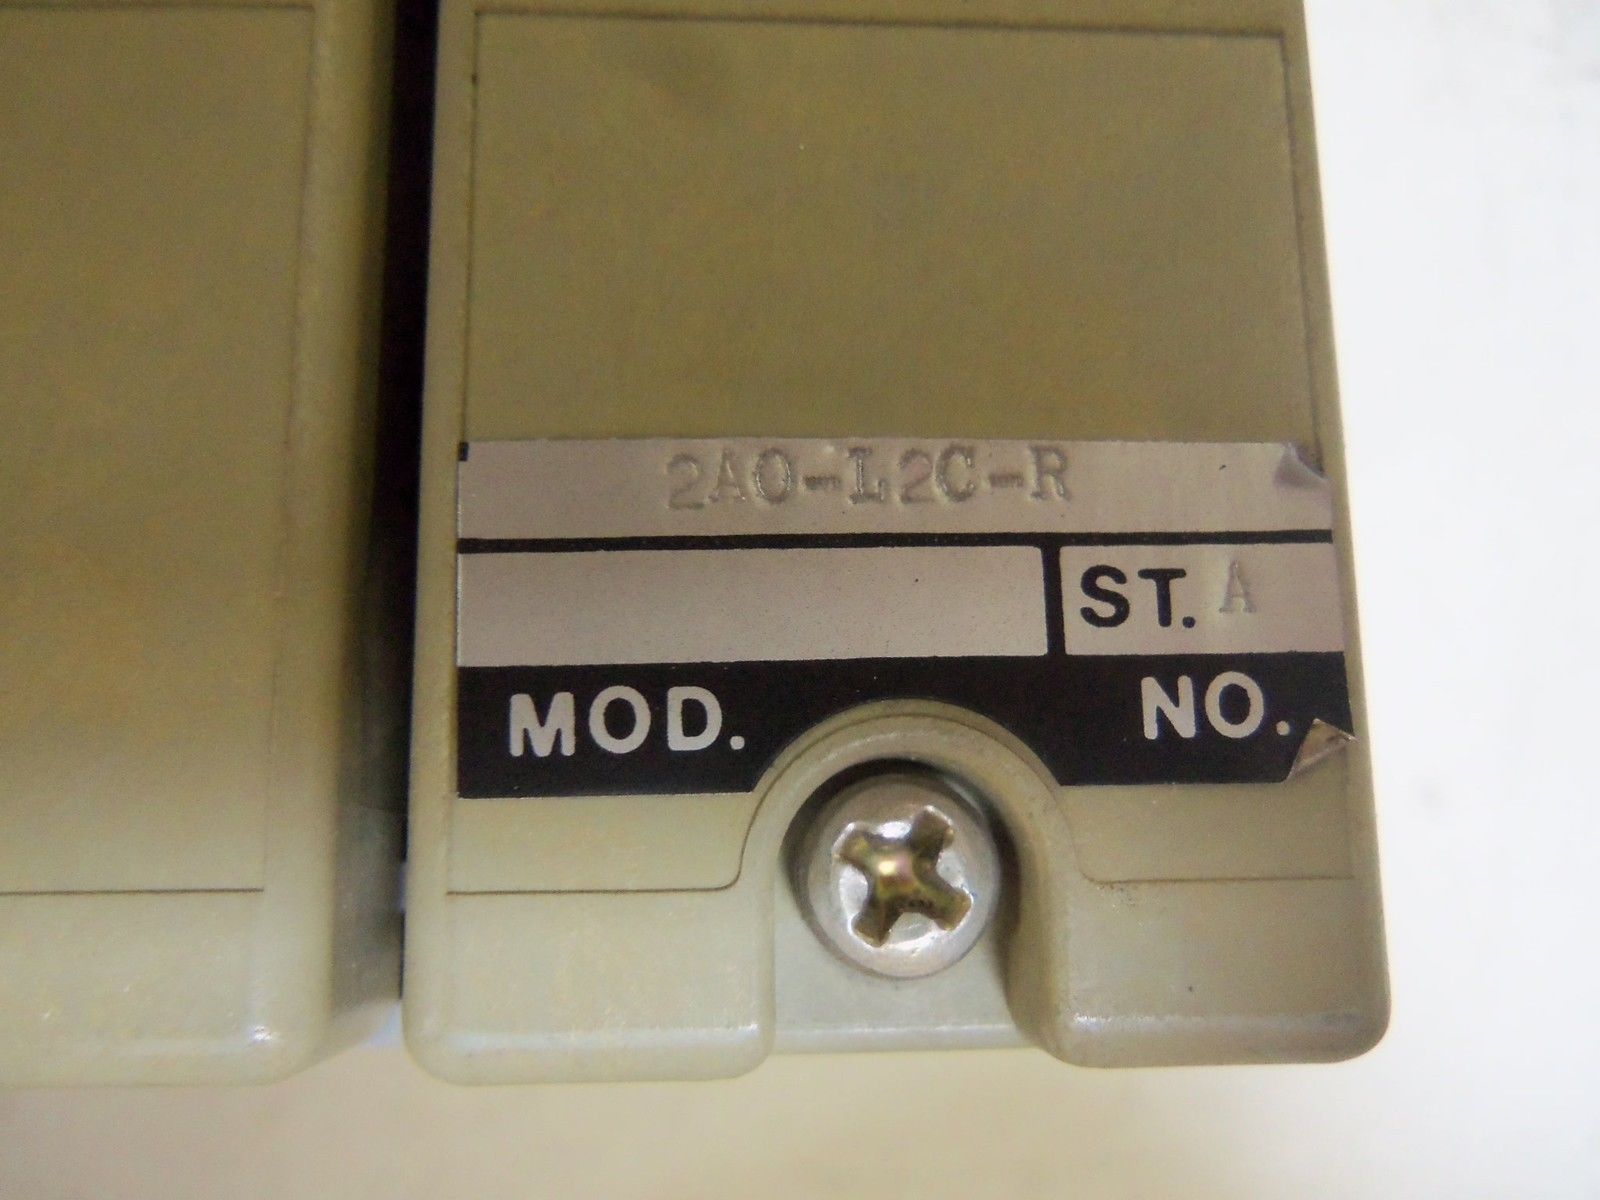 2AO-L2C-R
ST. A
MOD. NO.